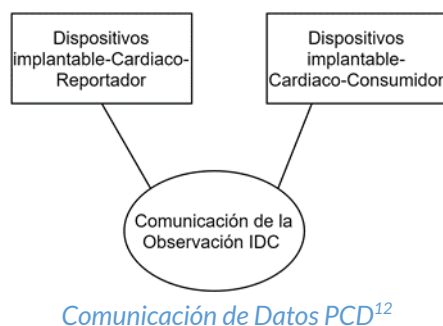 Dispositivos
implantable-Cardiaco-
Reportador
Dispositivos
implantable-
Cardiaco-Consumidor
Comunicación de la
Observación IDC
Comunicación de Datos PCD¹²